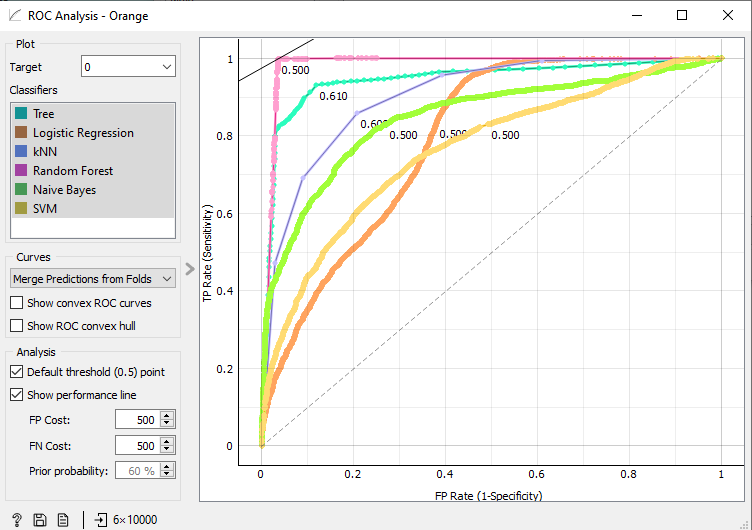 ROC Analysis - Orange
Plot
Target
0
Classifiers
Tree
Logistic Regression
kNN
Random Forest
Naive Bayes
SVM
Curves
Merge Predictions from Folds
Show convex ROC curves
Show ROC convex hull
Analysis
Default threshold (0.5) point
Show performance line
FP Cost:
500
FN Cost:
500
Prior probability:
60 %
6×10000
TP Rate (Sensitivity)
1
0.8
0.6
0.4
0.2
0
0.500
0.610
0.500
0.500
0 0.2 0.4 0.6 0.8 1
FP Rate (1-Specificity)